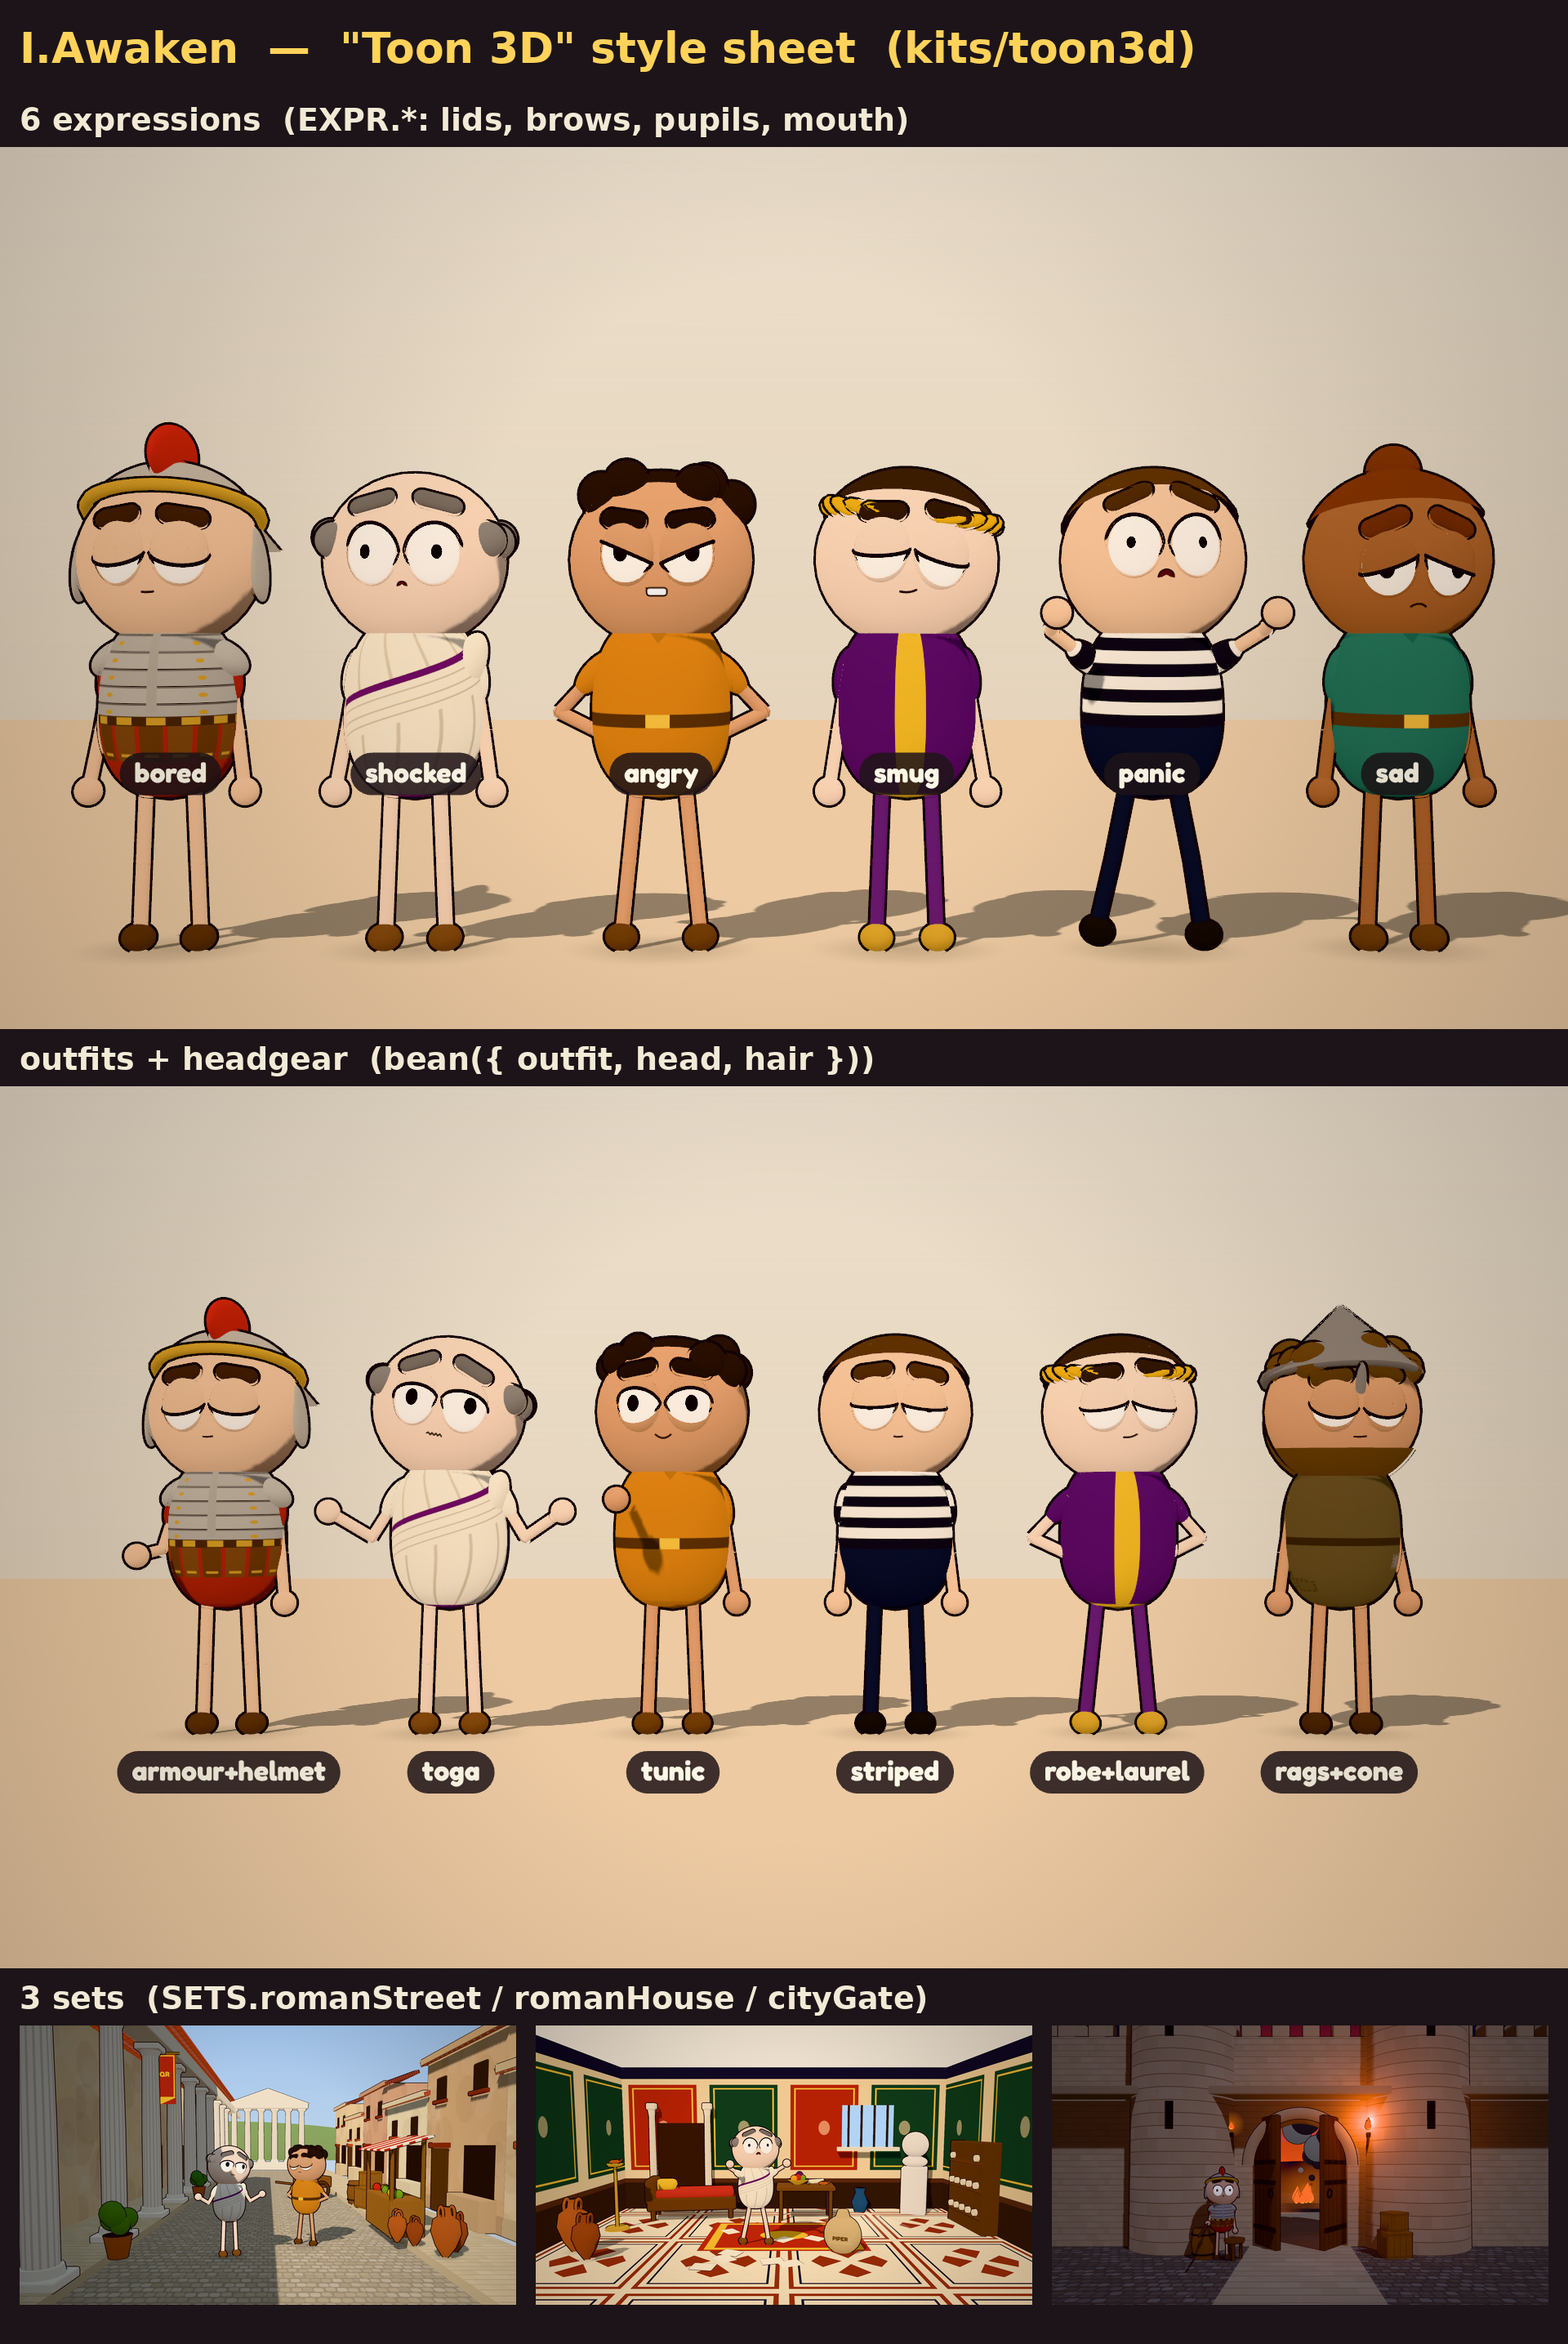 I.Awaken — "Toon 3D" style sheet (kits/toon3d)
6 expressions (EXPR.*: lids, brows, pupils, mouth)
bored shocked angry smug panic sad
outfits + headgear (bean({ outfit, head, hair }))
armour+helmet toga tunic striped robe+laurel rags+cone
3 sets (SETS.romanStreet / romanHouse / cityGate)
PIPER